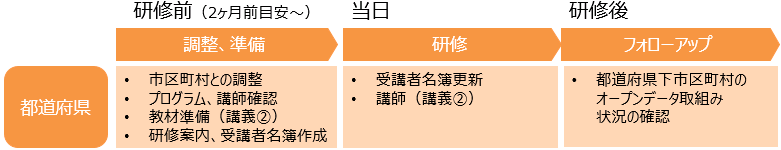 研修前（2ヶ月前目安～）
当日
研修後
調整、準備
研修
フォローアップ
都道府県
• 市区町村との調整
• プログラム、講師確認
• 教材準備（講義②）
• 研修案内、受講者名簿作成
• 受講者名簿更新
• 講師（講義②）
• 都道府県下市区町村の
オープンデータ取組み
状況の確認